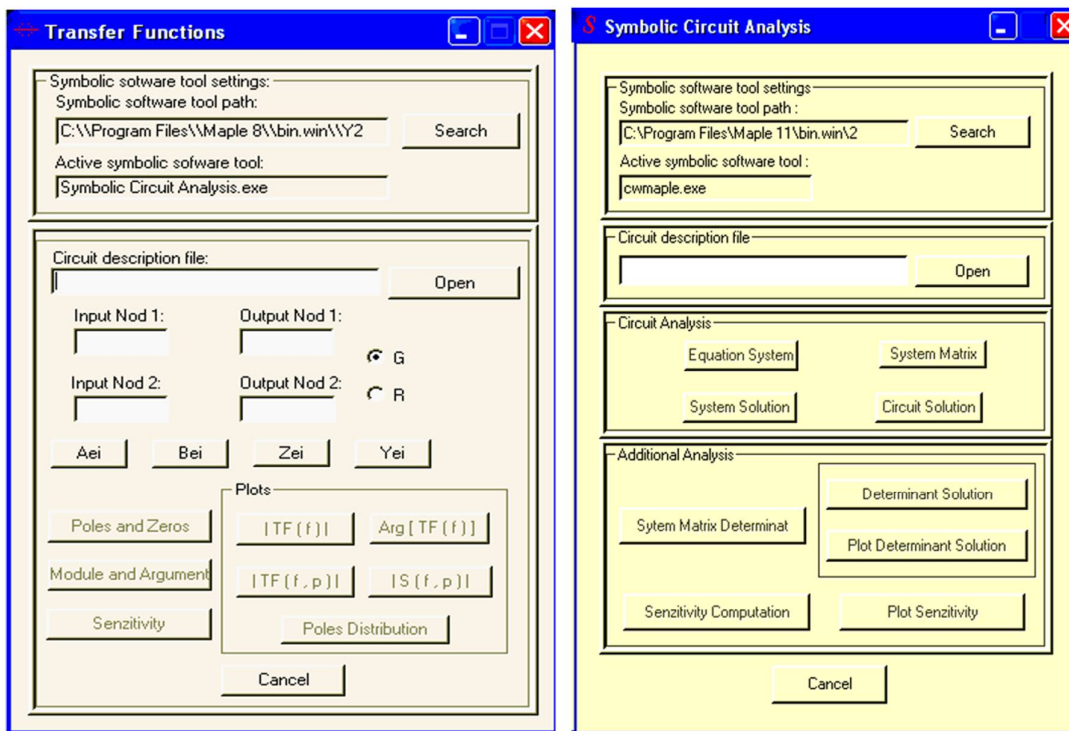 Transfer Functions
Symbolic sotware tool settings:
Symbolic software tool path:
C:\\Program Files\\Maple 8\\bin.win\\Y2
Search
Active symbolic sofware tool:
Symbolic Circuit Analysis.exe
Circuit description file:
Open
Input Nod 1:
Output Nod 1:
G
Input Nod 2:
Output Nod 2:
R
Aei
Bei
Zei
Yei
Plots
Poles and Zeros
| TF ( f ) |
Arg [ TF ( f ) ]
Module and Argument
| TF ( f , p ) |
| S ( f , p ) |
Senzitivity
Poles Distribution
Cancel
S Symbolic Circuit Analysis
Symbolic software tool settings
Symbolic software tool path :
C:\Program Files\Maple 11\bin.win\2
Search
Active symbolic software tool :
cwmaple.exe
Circuit description file
Open
Circuit Analysis
Equation System
System Matrix
System Solution
Circuit Solution
Additional Analysis
Determinant Solution
Sytem Matrix Determinat
Plot Determinant Solution
Senzitivity Computation
Plot Senzitivity
Cancel